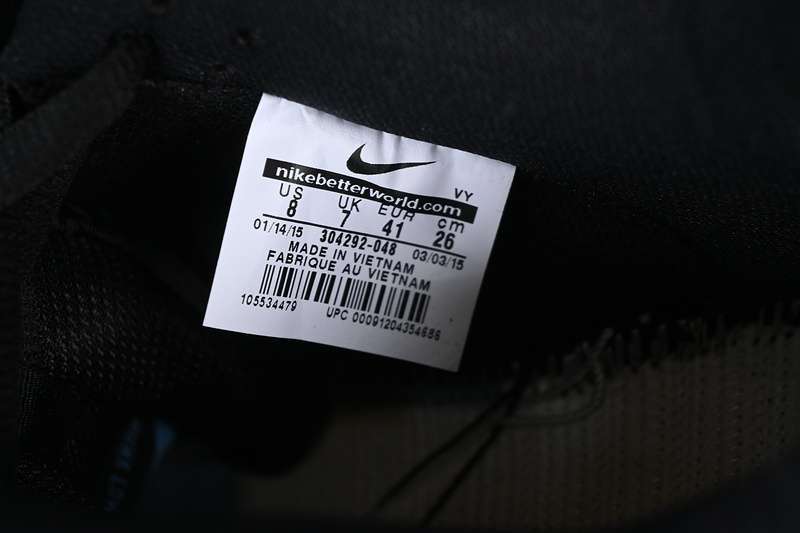 nikebetterworld.com
VY
US UK EUR cm
8 7 41 26
01/14/15 304292-048 03/03/15
MADE IN VIETNAM
FABRIQUE AU VIETNAM
105534479 UPC 00091204354686